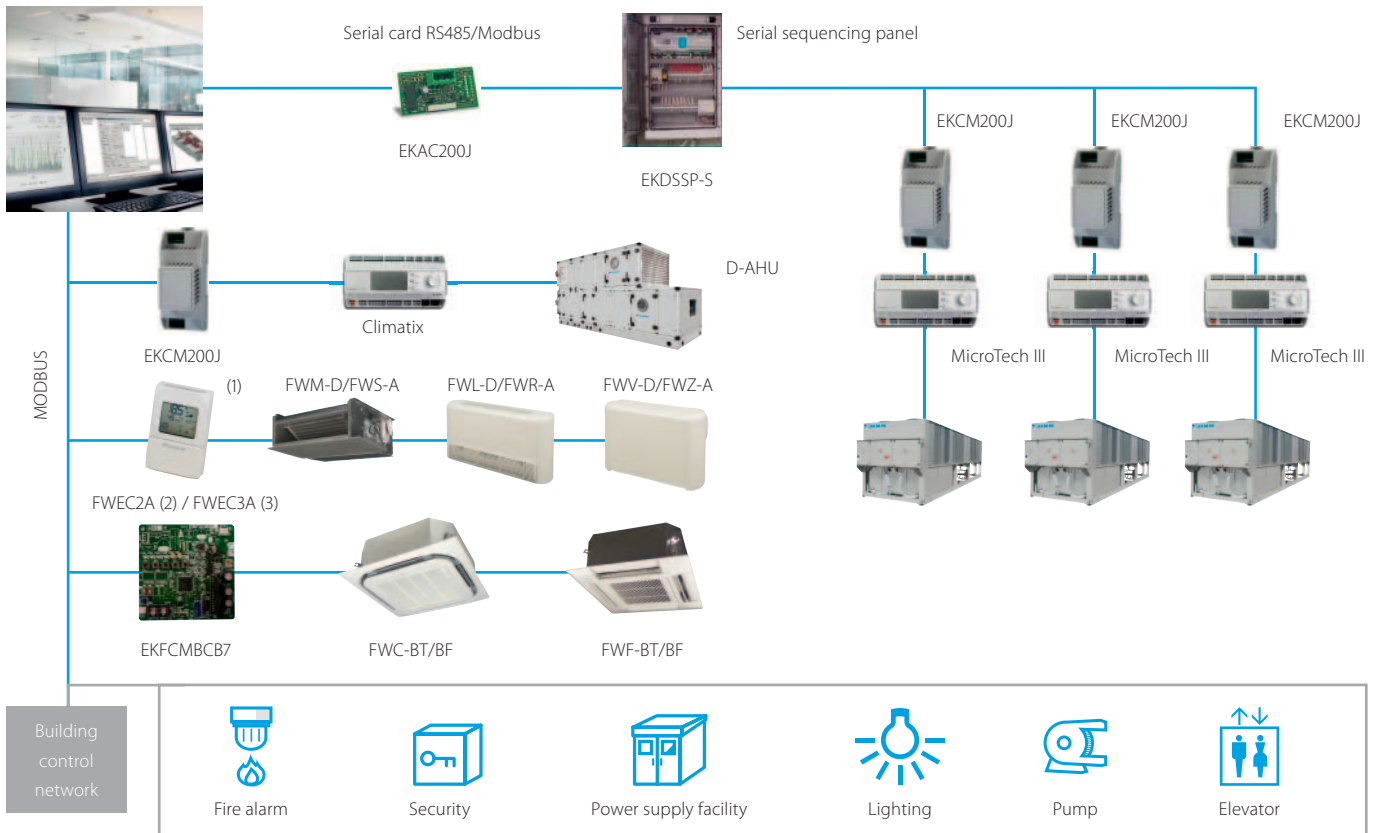 Serial card RS485/Modbus
Serial sequencing panel
EKAC200J
EKDSSP-S
EKCM200J
EKCM200J
EKCM200J
MicroTech III
MicroTech III
MicroTech III
D-AHU
Climatix
EKCM200J
MODBUS
(1)
FWM-D/FWS-A
FWL-D/FWR-A
FWV-D/FWZ-A
FWEC2A (2) / FWEC3A (3)
EKFCMBCB7
FWC-BT/BF
FWF-BT/BF
Building
control
network
Fire alarm
Security
Power supply facility
Lighting
Pump
Elevator